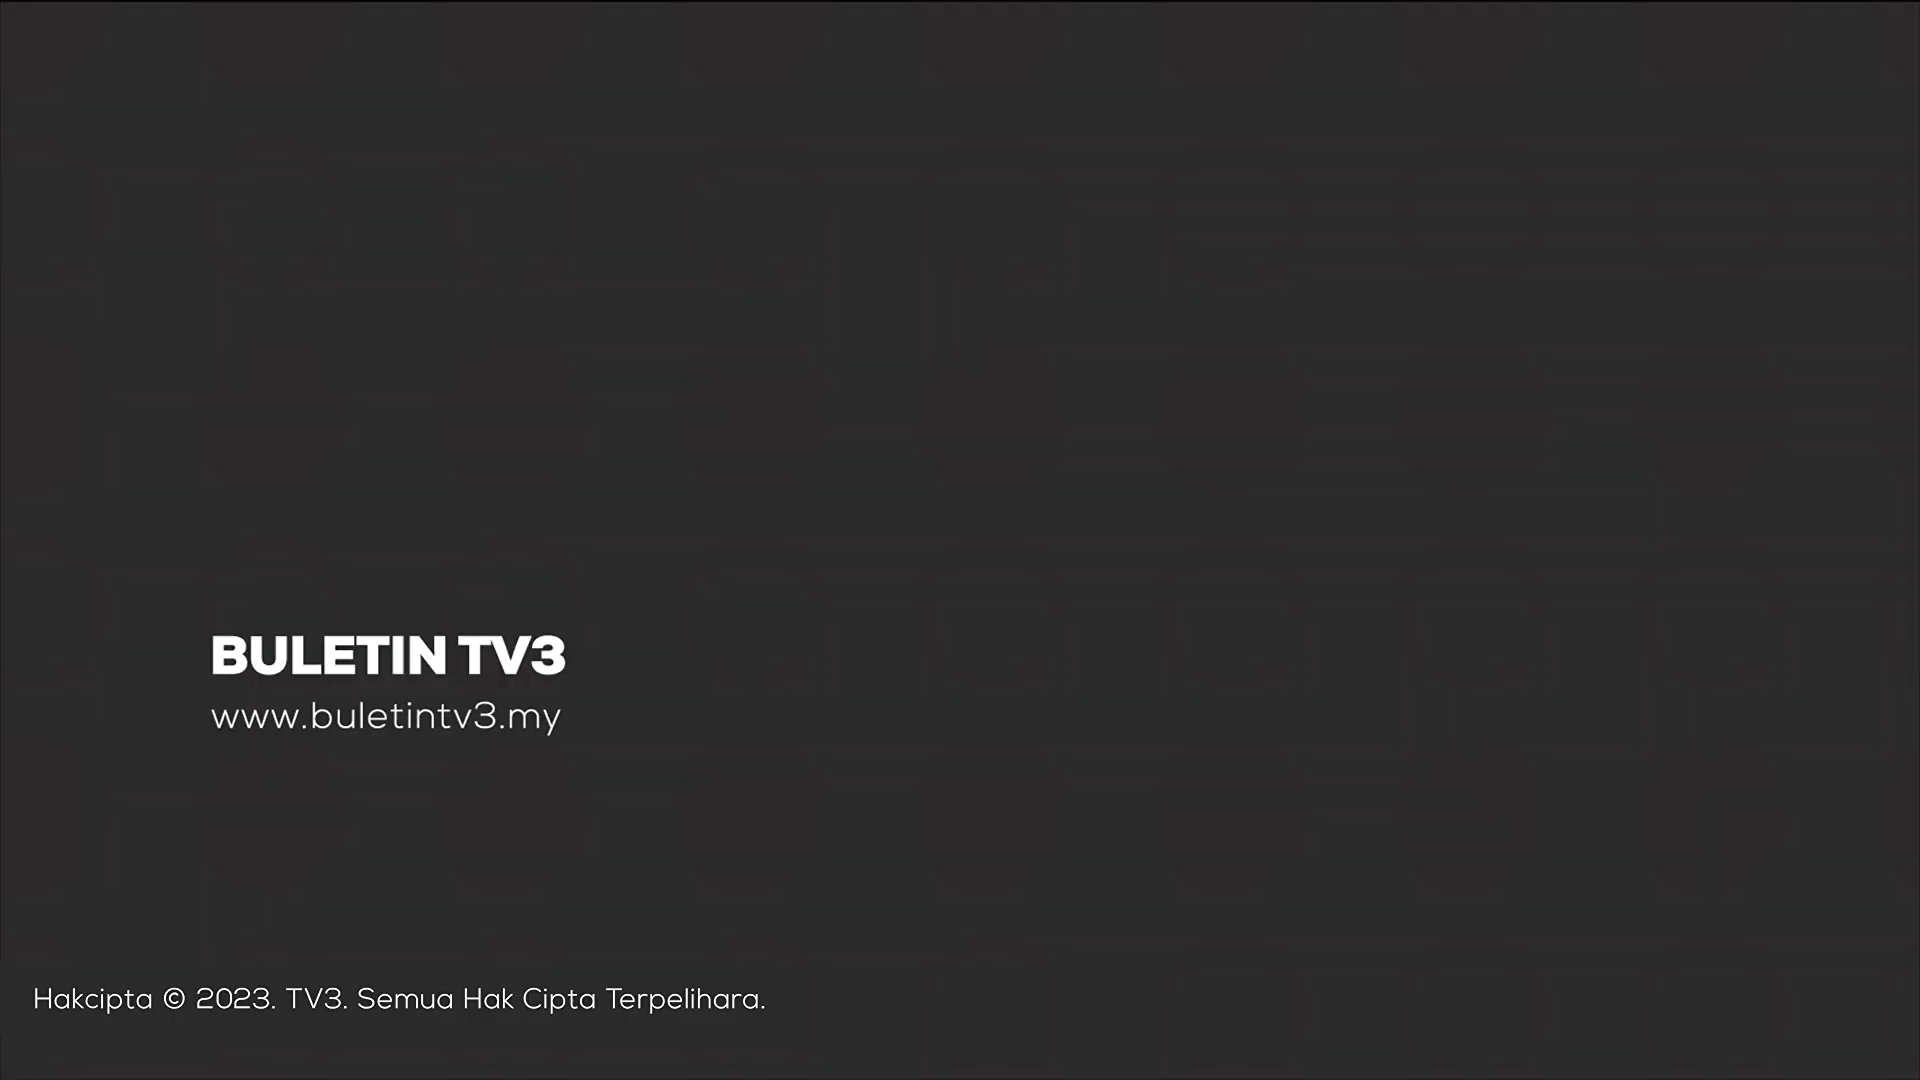 BULETIN TV3
www.buletintv3.my
Hakcipta © 2023. TV3. Semua Hak Cipta Terpelihara.